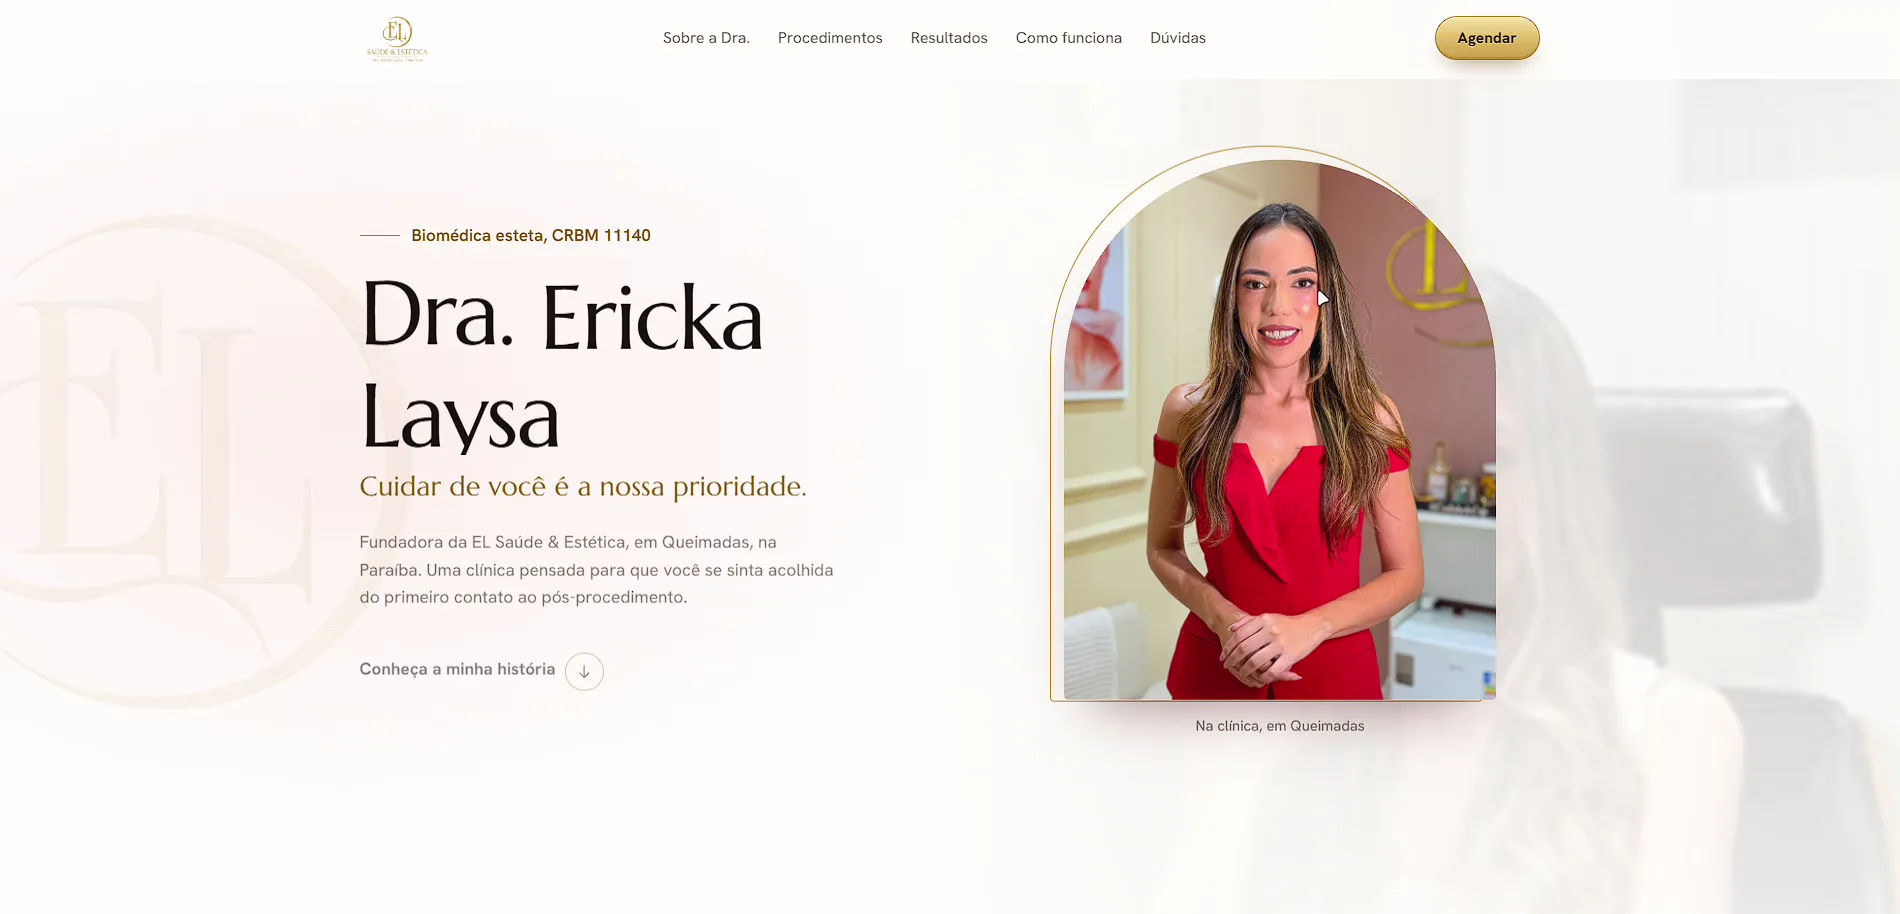 EL
SAÚDE & ESTÉTICA
Sobre a Dra.
Procedimentos
Resultados
Como funciona
Dúvidas
Agendar
Biomédica esteta, CRBM 11140
Dra. Ericka
Laysa
Cuidar de você é a nossa prioridade.
Fundadora da EL Saúde & Estética, em Queimadas, na
Paraíba. Uma clínica pensada para que você se sinta acolhida
do primeiro contato ao pós-procedimento.
Conheça a minha história
EL
L
Na clínica, em Queimadas